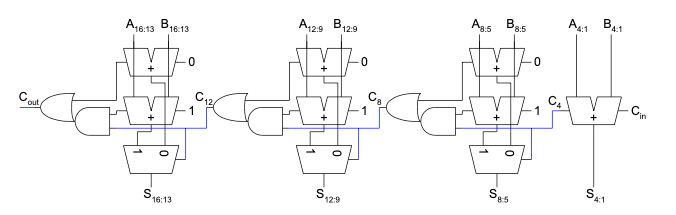 A16:13 B16:13 A12:9 B12:9 A8:5 B8:5 A4:1 B4:1
+ 0 + 0 + 0
Cout + 1 C12 + 1 C8 + 1 C4 + Cin
1 0 1 0 1 0
S16:13 S12:9 S8:5 S4:1